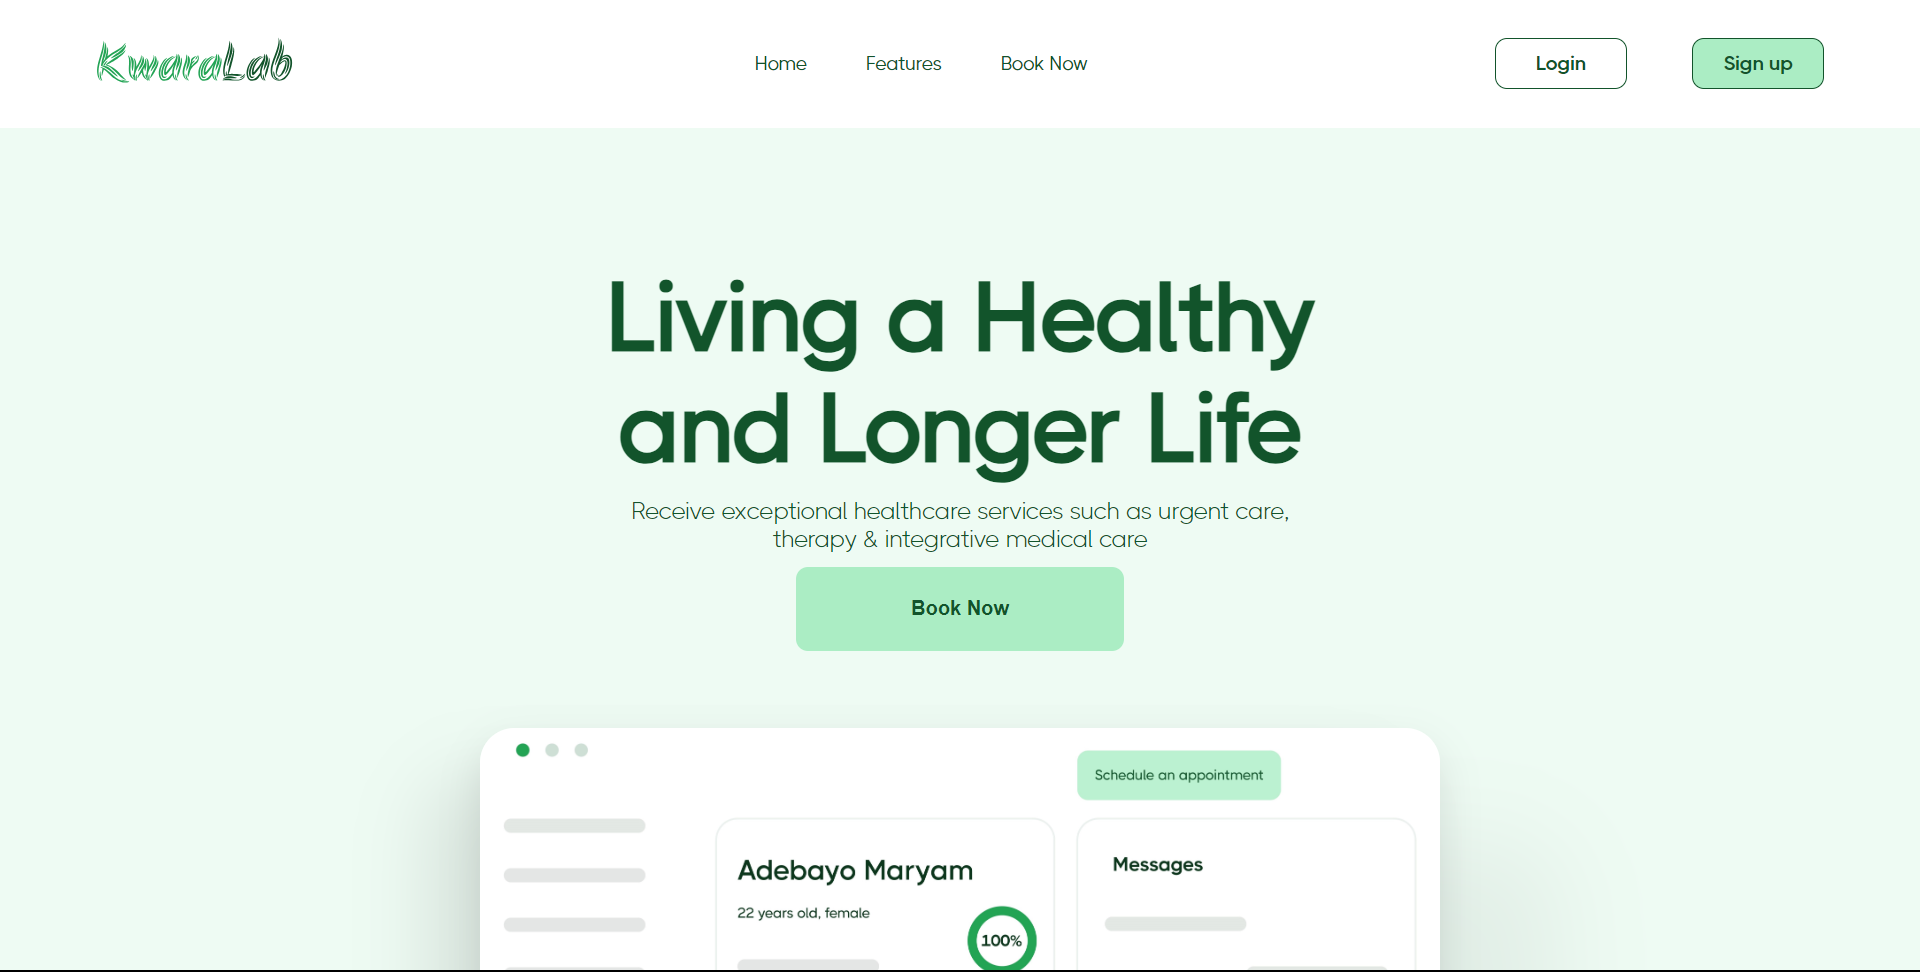 KwaraLab
Home
Features
Book Now
Login
Sign up
Living a Healthy
and Longer Life
Receive exceptional healthcare services such as urgent care,
therapy & integrative medical care
Book Now
Schedule an appointment
Adebayo Maryam
22 years old, female
100%
Messages